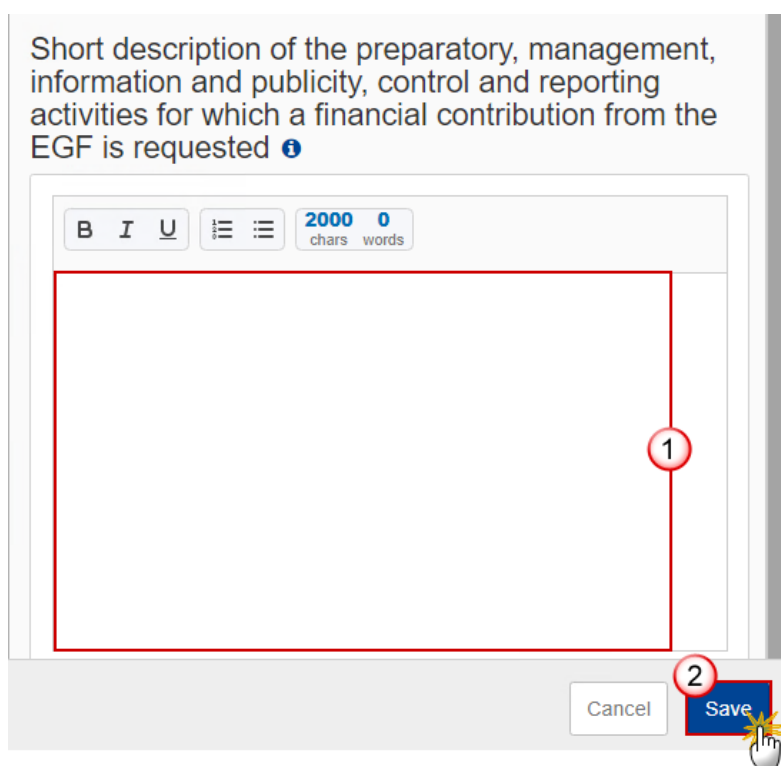 Short description of the preparatory, management,
information and publicity, control and reporting
activities for which a financial contribution from the
EGF is requested i
B I U 2000 0
chars words
1
2
Cancel Save